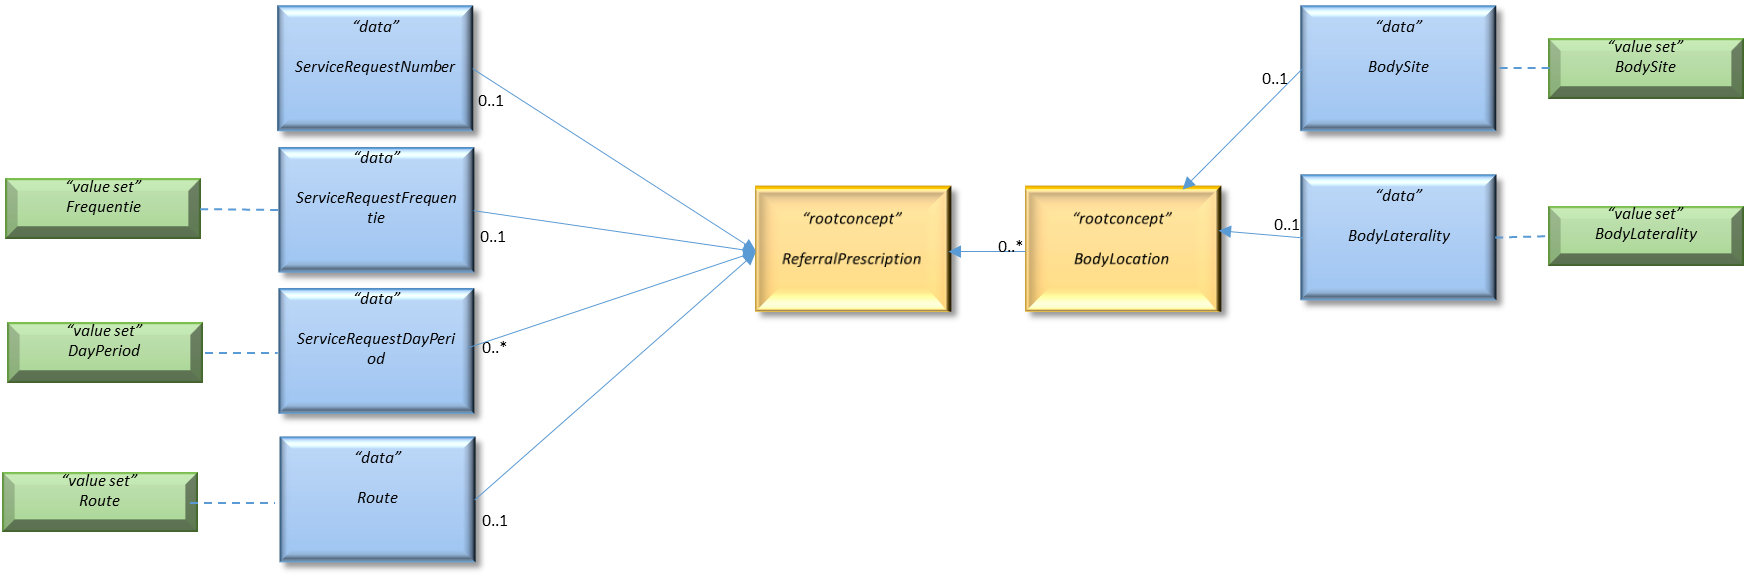 “data”
ServiceRequestNumber
0..1
“value set”
Frequentie
“data”
ServiceRequestFrequen
tie
0..1
“value set”
DayPeriod
“data”
ServiceRequestDayPeri
od
0..*
“value set”
Route
“data”
Route
0..1
“rootconcept”
ReferralPrescription
0..*
“rootconcept”
BodyLocation
0..1
“data”
BodySite
“value set”
BodySite
0..1
“data”
BodyLaterality
“value set”
BodyLaterality